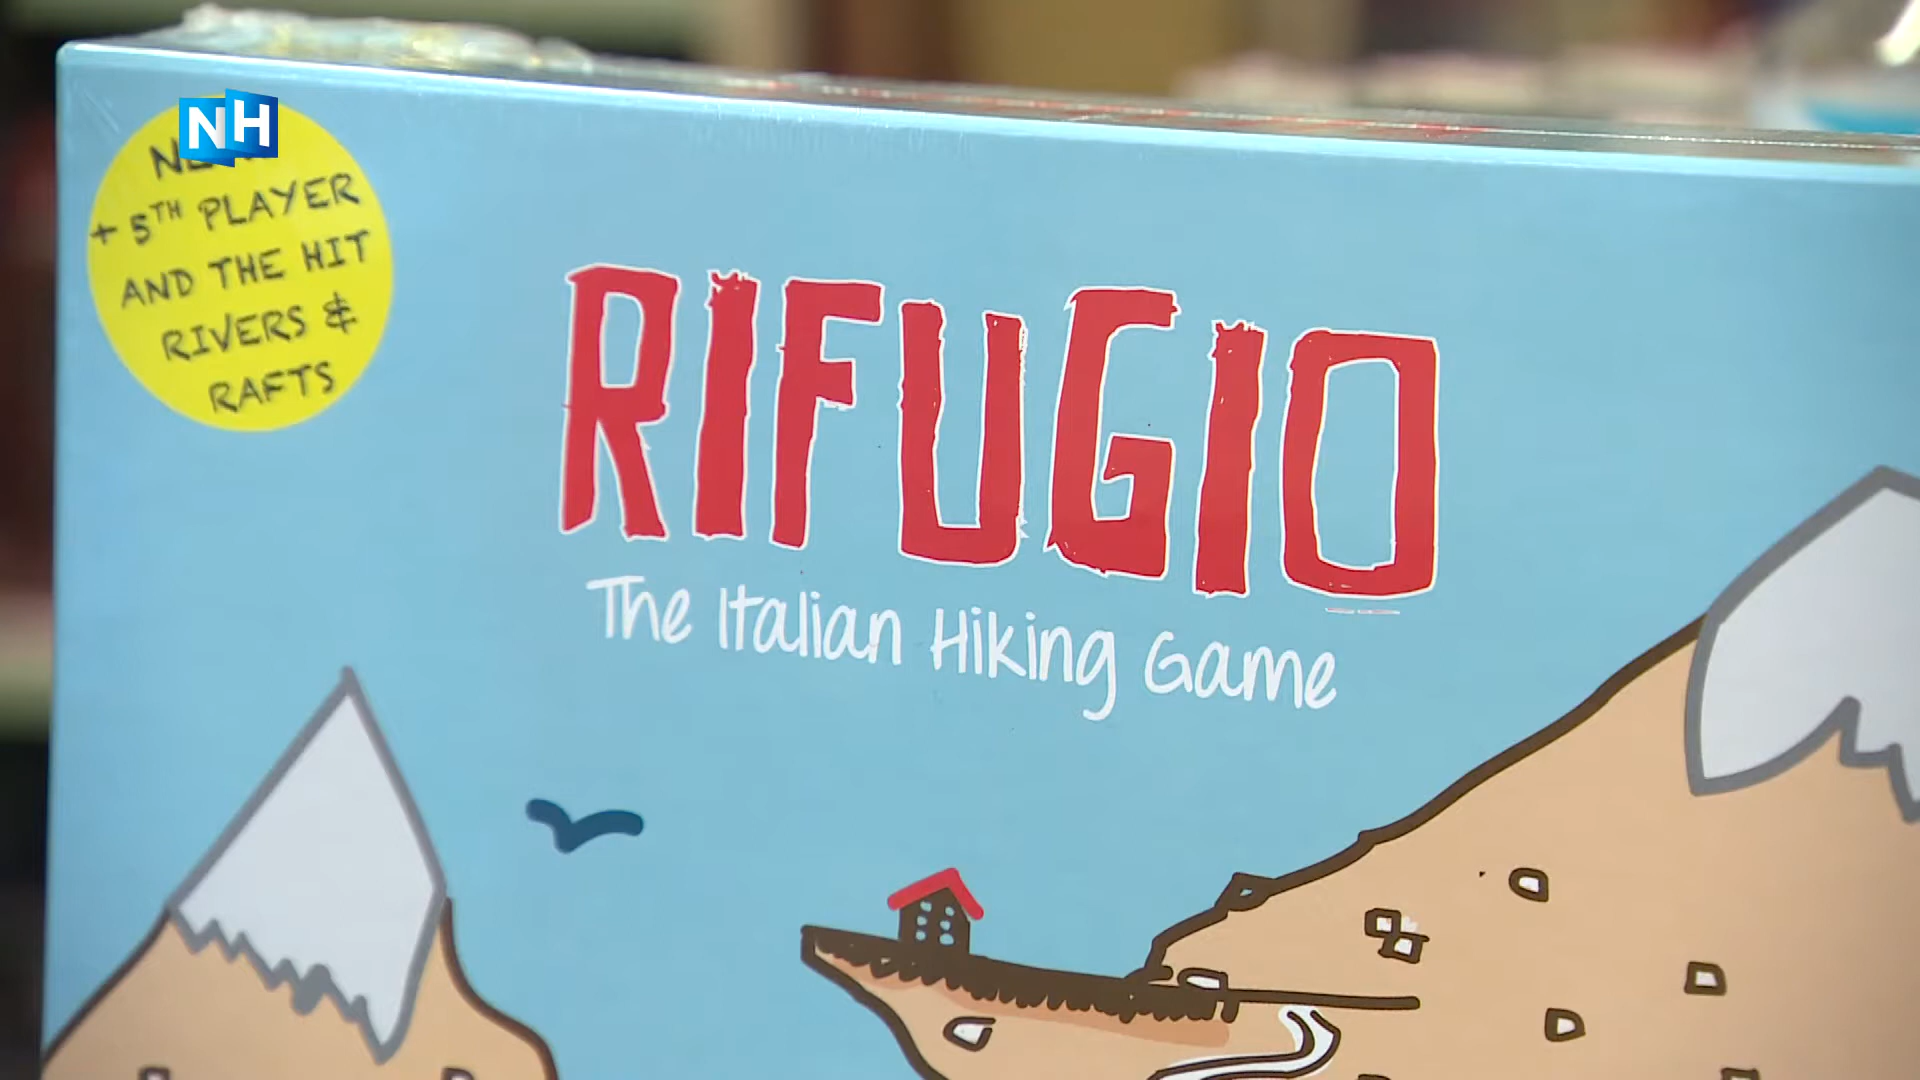 NH
+ 5TH PLAYER
AND THE HIT
RIVERS &
RAFTS
RIFUGIO
The Italian Hiking Game